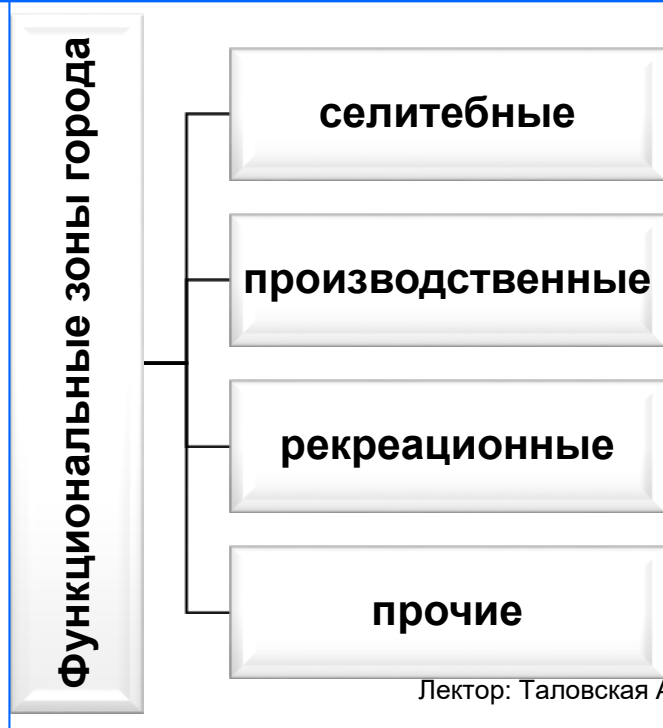 Функциональные зоны города
селитебные
производственные
рекреационные
прочие
Лектор: Таловская А